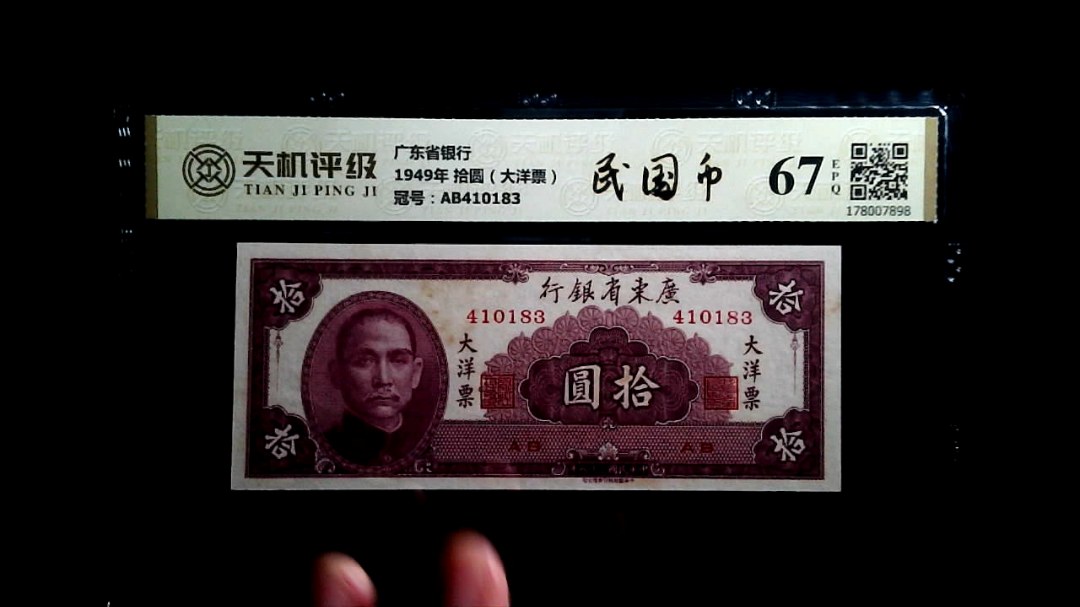 天机评级
TIAN JI PING JI
广东省银行
1949年 拾圆（大洋票）
冠号：AB410183
民国币
67
EPQ
178007898
行銀省東廣
410183
410183
拾
拾
大洋票
大洋票
圓拾
拾
拾
AB
AB